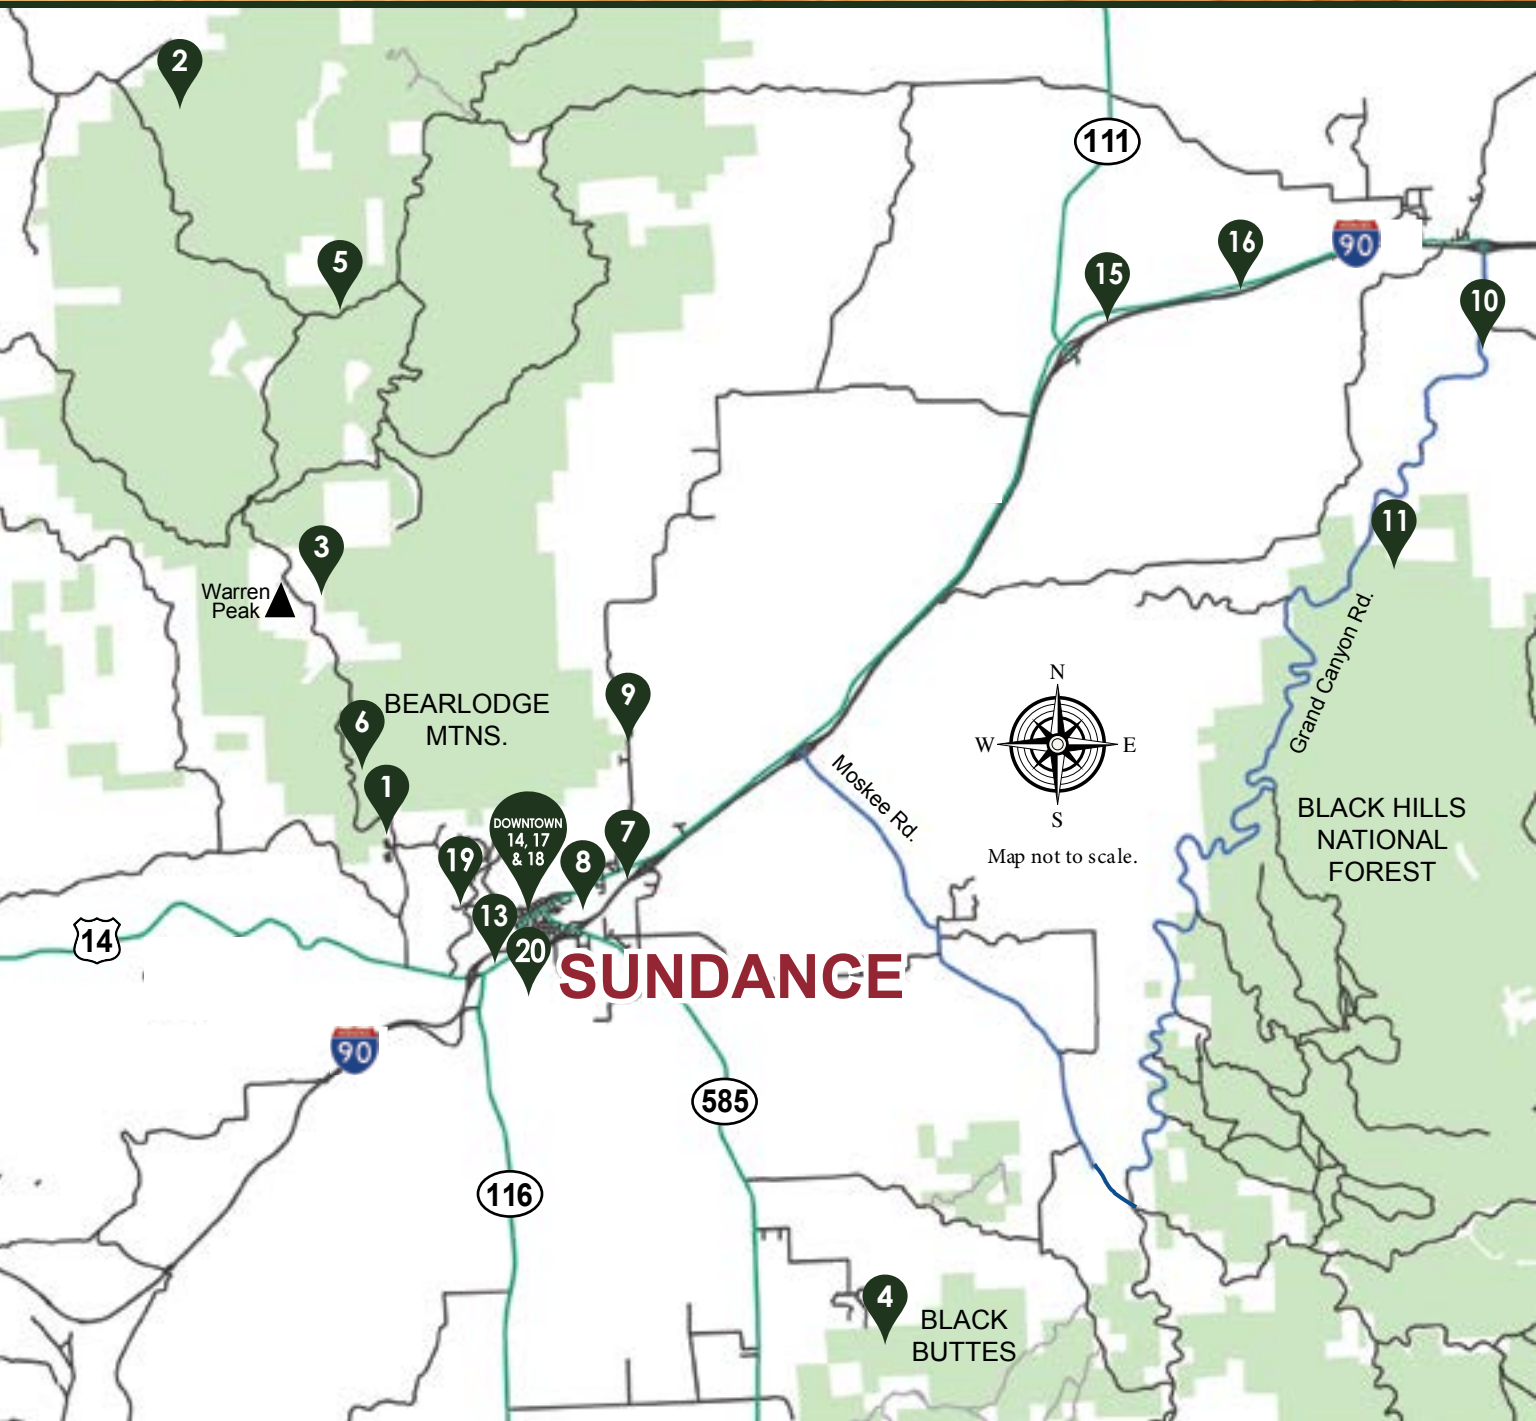 2
111
5
16
90
15
10
11
3
Warren
Peak
Grand Canyon Rd.
N
W
E
S
Map not to scale.
9
BEARLODGE
MTNS.
6
Moskee Rd.
1
BLACK HILLS
NATIONAL
FOREST
DOWNTOWN
14, 17
& 18
7
19
8
13
14
20
SUNDANCE
90
585
116
4
BLACK
BUTTES